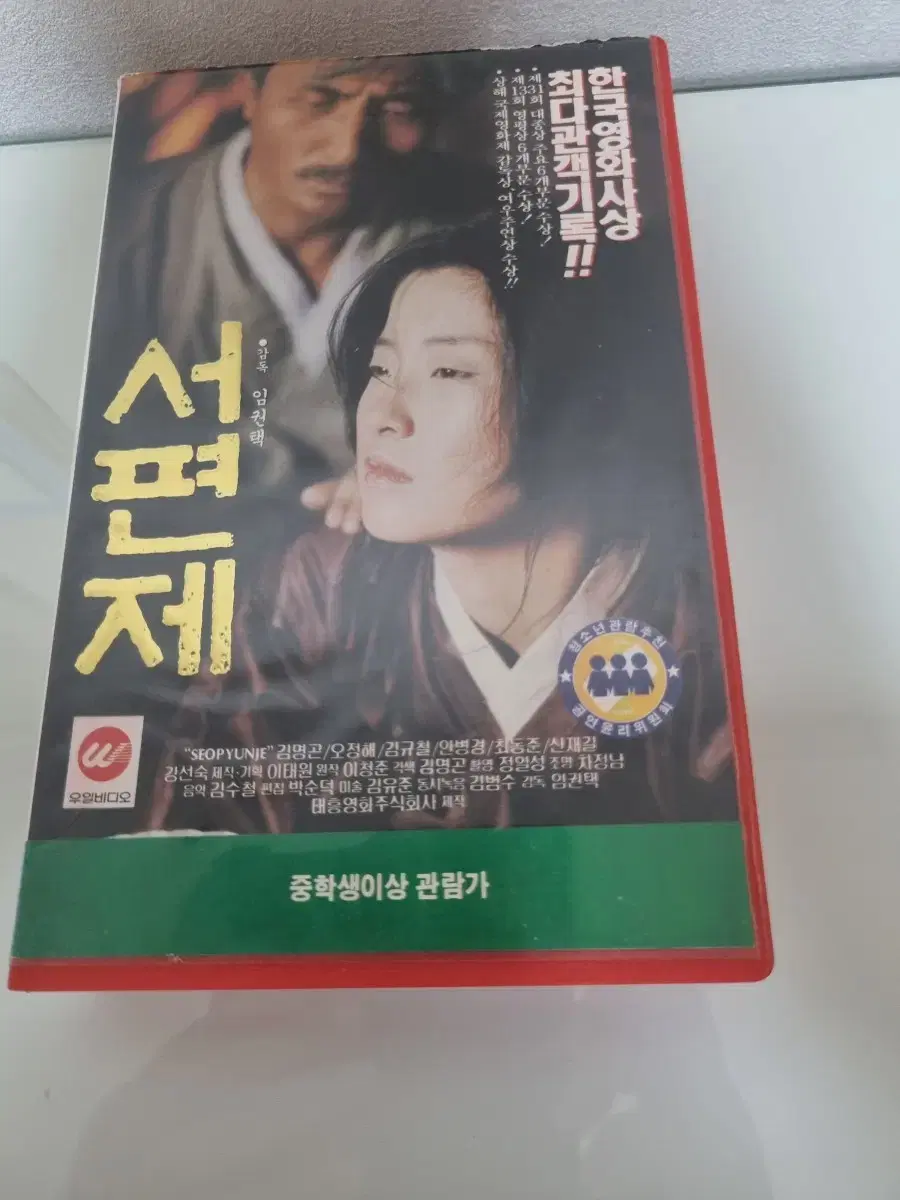 한국영화사상
최다관객기록!!
• 제31회 대종상 주요6개부문수상!
• 제13회 영평상 6개부문 수상!
• 상해 국제영화제 감독상, 여우주연상 수상!!
•감독 임권택
서편제
청소년관람추천
공연윤리위원회
"SEOPYUNJE" 김명곤/오정해/김규철/안병경/최동준/신재길
강선숙 제작·기획 이태원 원작 이청준 각색 김명곤 촬영 정일성 조명 차정남
음악 김수철 편집 박순덕 미술 김유준 동시녹음 김범수 감독 임권택
태흥영화주식회사 제작
우일비디오
중학생이상 관람가